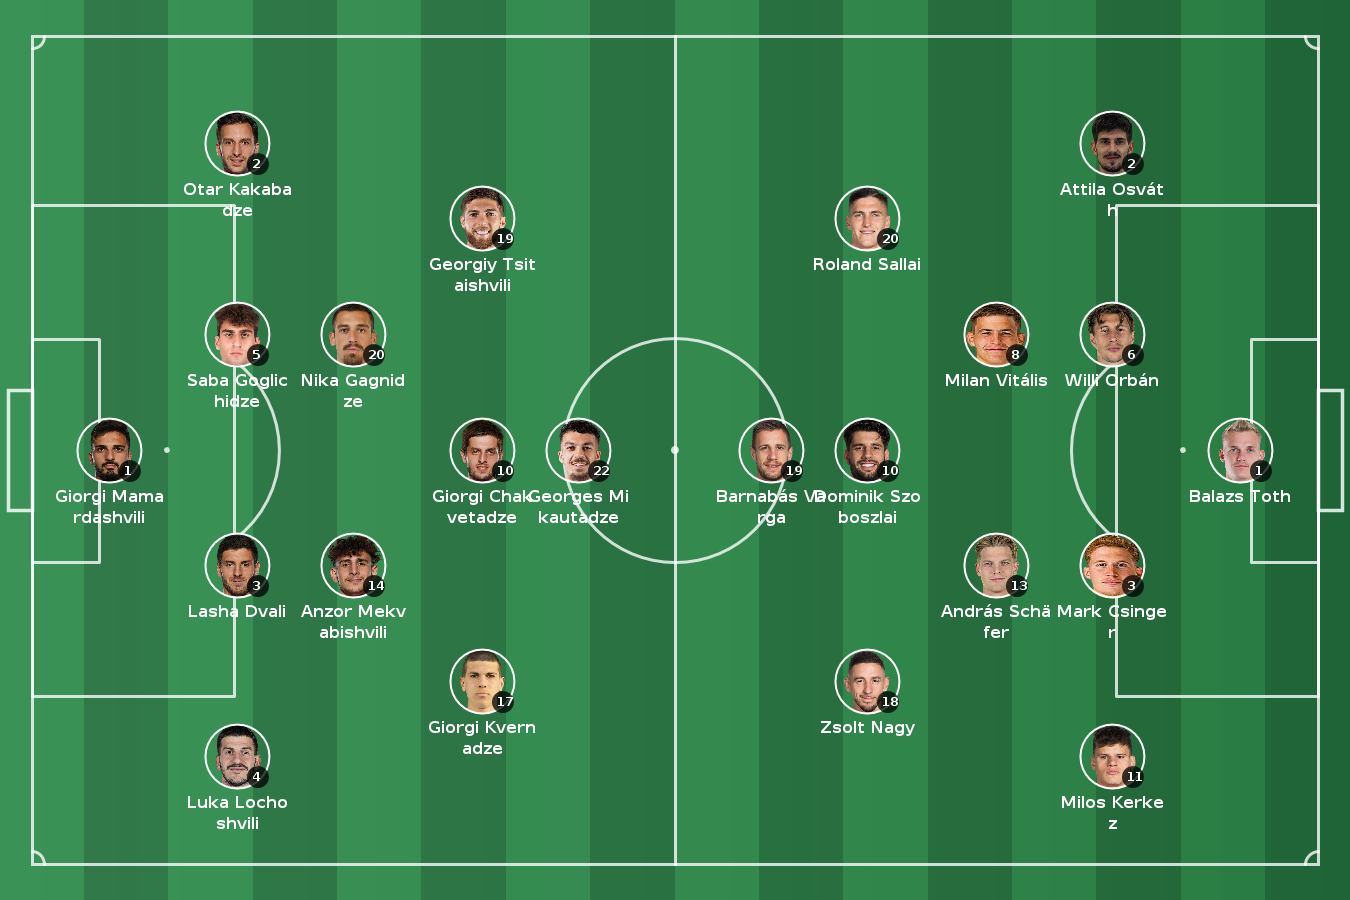 2
Otar Kakaba
dze
2
Attila Osvát
h
19
Georgiy Tsit
aishvili
20
Roland Sallai
5
Saba Goglic
hidze
20
Nika Gagnid
ze
8
Milan Vitális
6
Willi Orbán
1
Giorgi Mama
rdashvili
10
Giorgi Chak
vetadze
22
Georges Mi
kautadze
19
Barnabás Va
rga
10
Dominik Szo
boszlai
1
Balazs Toth
3
Lasha Dvali
14
Anzor Mekv
abishvili
13
András Schä
fer
3
Mark Csinge
r
17
Giorgi Kvern
adze
18
Zsolt Nagy
4
Luka Locho
shvili
11
Milos Kerke
z